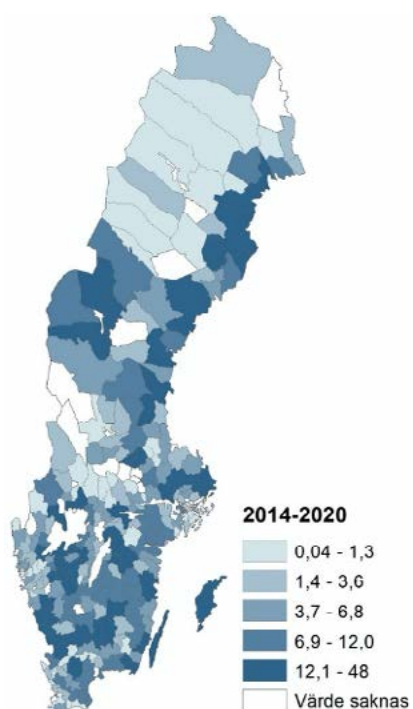 2014-2020
0,04 - 1,3
1,4 - 3,6
3,7 - 6,8
6,9 - 12,0
12,1 - 48
Värde saknas